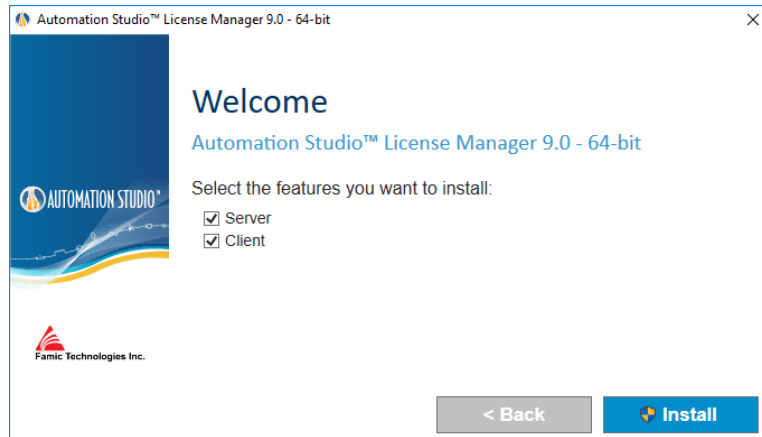 Automation Studio™ License Manager 9.0 - 64-bit
Welcome
Automation Studio™ License Manager 9.0 - 64-bit
Select the features you want to install:
Server
Client
AUTOMATION STUDIO™
Famic Technologies Inc.
< Back
Install